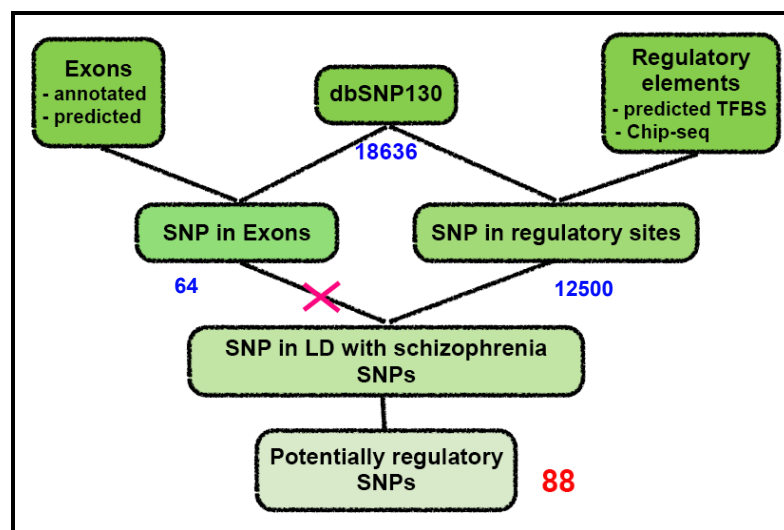 Exons
- annotated
- predicted
dbSNP130
Regulatory
elements
- predicted TFBS
- Chip-seq
18636
SNP in Exons
SNP in regulatory sites
64
12500
SNP in LD with schizophrenia
SNPs
Potentially regulatory
SNPs
88